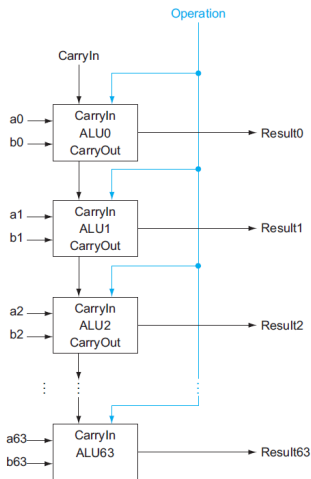 Operation
CarryIn
a0
b0
CarryIn
ALU0
CarryOut
Result0
a1
b1
CarryIn
ALU1
CarryOut
Result1
a2
b2
CarryIn
ALU2
CarryOut
Result2
a63
b63
CarryIn
ALU63
Result63